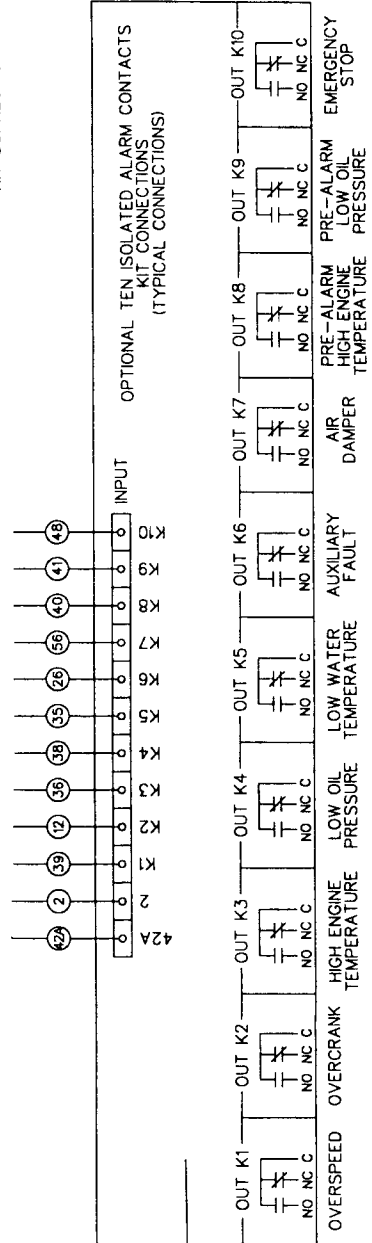 OPTIONAL TEN ISOLATED ALARM CONTACTS
KIT CONNECTIONS
(TYPICAL CONNECTIONS)
42A 2 39 12 36 38 35 26 56 40 41 48
INPUT
42A 2 K1 K2 K3 K4 K5 K6 K7 K8 K9 K10
OUT K1 OUT K2 OUT K3 OUT K4 OUT K5 OUT K6 OUT K7 OUT K8 OUT K9 OUT K10
NO NC C NO NC C NO NC C NO NC C NO NC C NO NC C NO NC C NO NC C NO NC C NO NC C
OVERSPEED
OVERCRANK
HIGH ENGINE
TEMPERATURE
LOW OIL
PRESSURE
LOW WATER
TEMPERATURE
AUXILIARY
FAULT
AIR
DAMPER
PRE-ALARM
HIGH ENGINE
TEMPERATURE
PRE-ALARM
LOW OIL
PRESSURE
EMERGENCY
STOP